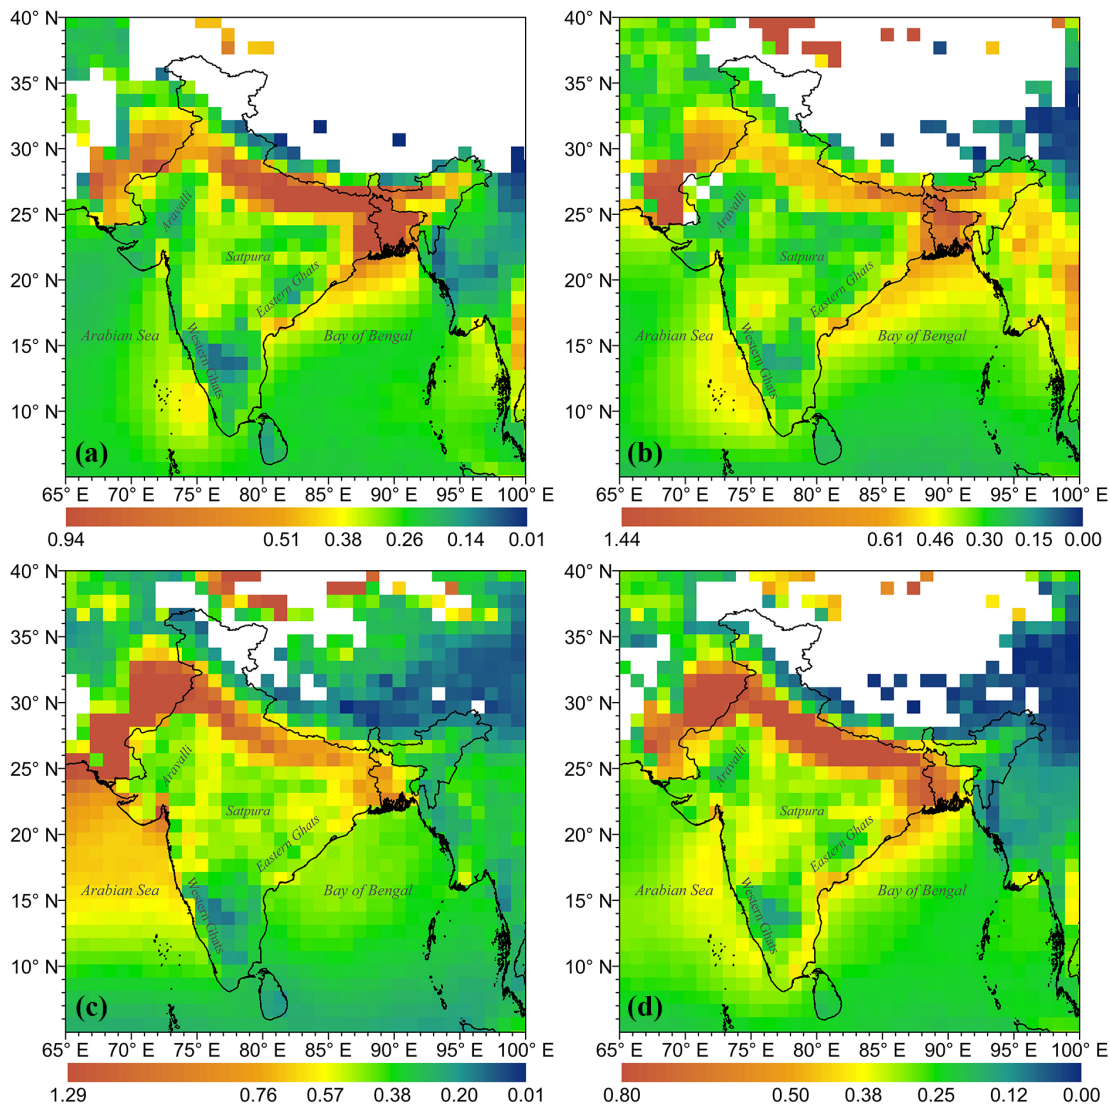 40° N
35° N
30° N
25° N
20° N
15° N
10° N
Aravalli
Satpura
Eastern Ghats
Western Ghats
Arabian Sea
Bay of Bengal
(a)
65° E 70° E 75° E 80° E 85° E 90° E 95° E 100° E
0.94 0.51 0.38 0.26 0.14 0.01
40° N
35° N
30° N
25° N
20° N
15° N
10° N
Aravalli
Satpura
Eastern Ghats
Western Ghats
Arabian Sea
Bay of Bengal
(b)
65° E 70° E 75° E 80° E 85° E 90° E 95° E 100° E
1.44 0.61 0.46 0.30 0.15 0.00
40° N
35° N
30° N
25° N
20° N
15° N
10° N
Aravalli
Satpura
Eastern Ghats
Western Ghats
Arabian Sea
Bay of Bengal
(c)
65° E 70° E 75° E 80° E 85° E 90° E 95° E 100° E
1.29 0.76 0.57 0.38 0.20 0.01
40° N
35° N
30° N
25° N
20° N
15° N
10° N
Aravalli
Satpura
Eastern Ghats
Western Ghats
Arabian Sea
Bay of Bengal
(d)
65° E 70° E 75° E 80° E 85° E 90° E 95° E 100° E
0.80 0.50 0.38 0.25 0.12 0.00